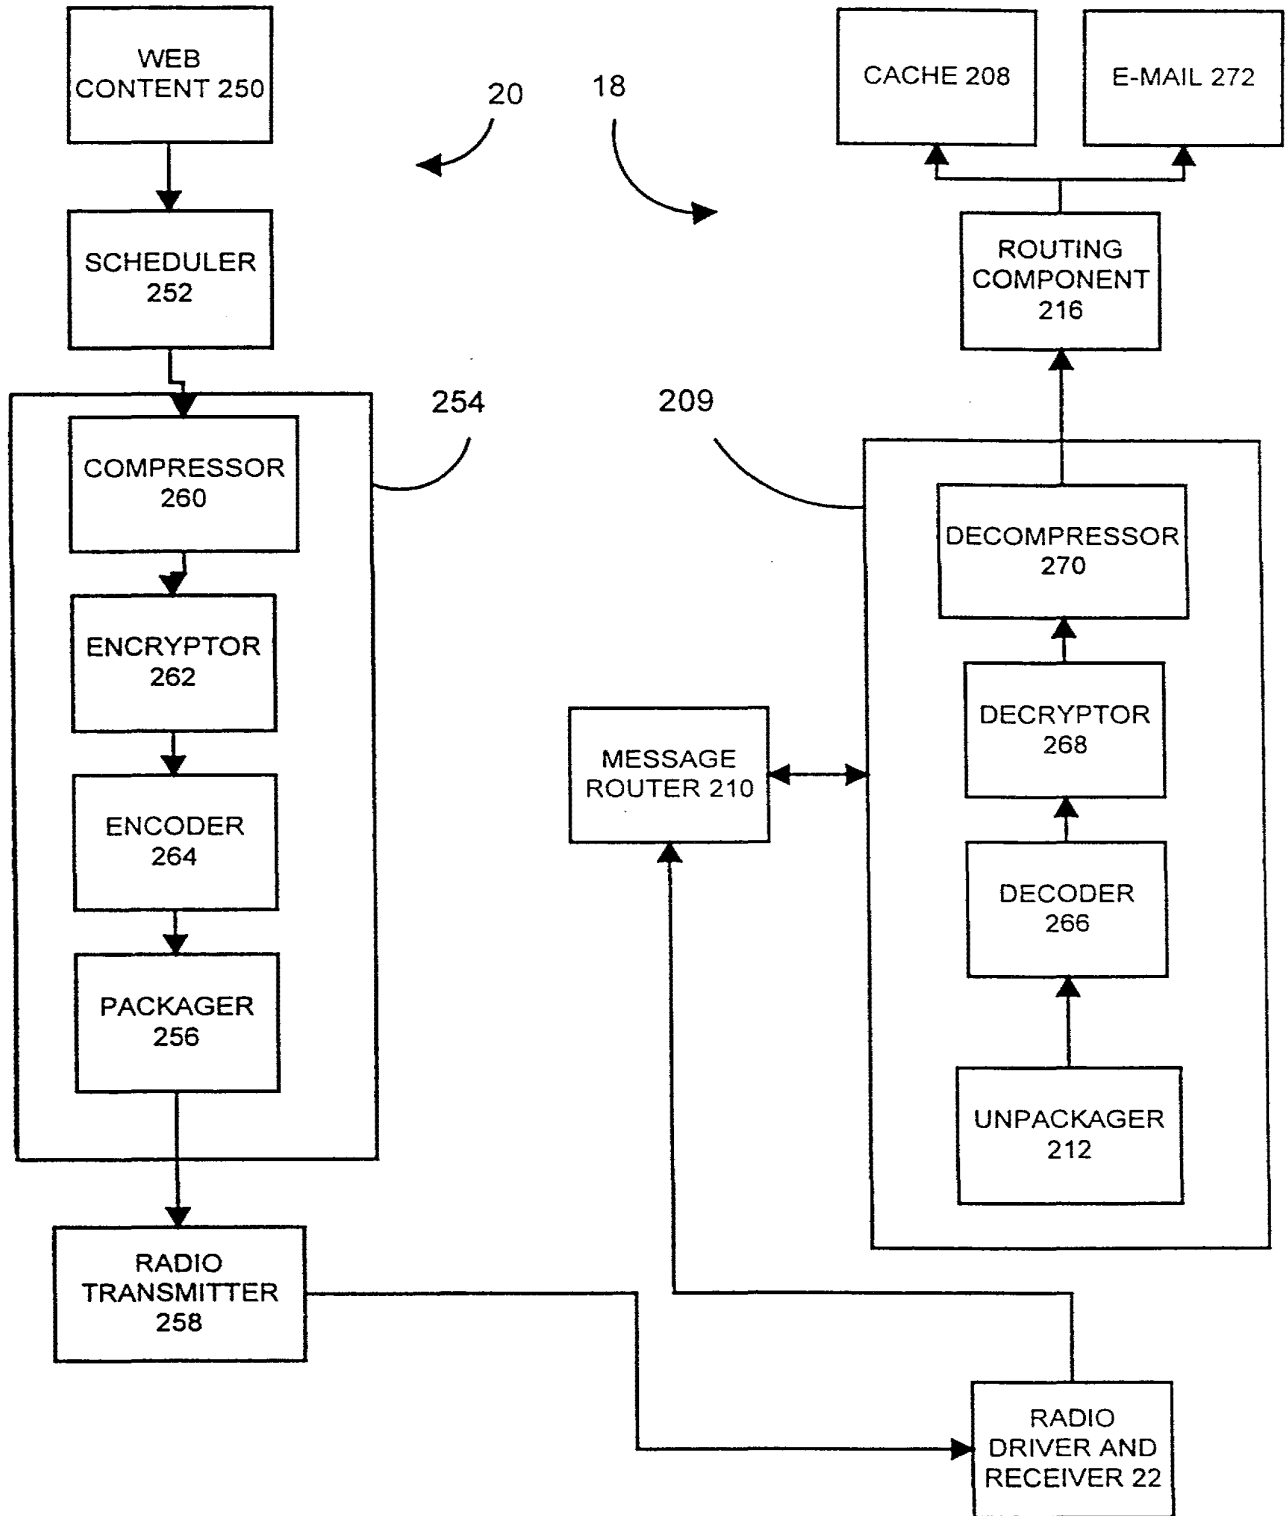 WEB
CONTENT 250
20
18
CACHE 208
E-MAIL 272
SCHEDULER
252
ROUTING
COMPONENT
216
254
209
COMPRESSOR
260
DECOMPRESSOR
270
ENCRYPTOR
262
DECRYPTOR
268
MESSAGE
ROUTER 210
ENCODER
264
DECODER
266
PACKAGER
256
UNPACKAGER
212
RADIO
TRANSMITTER
258
RADIO
DRIVER AND
RECEIVER 22